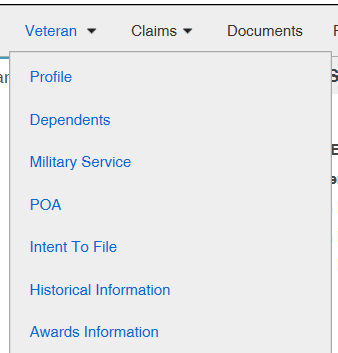 Veteran Claims Documents
Profile
Dependents
Military Service
POA
Intent To File
Historical Information
Awards Information